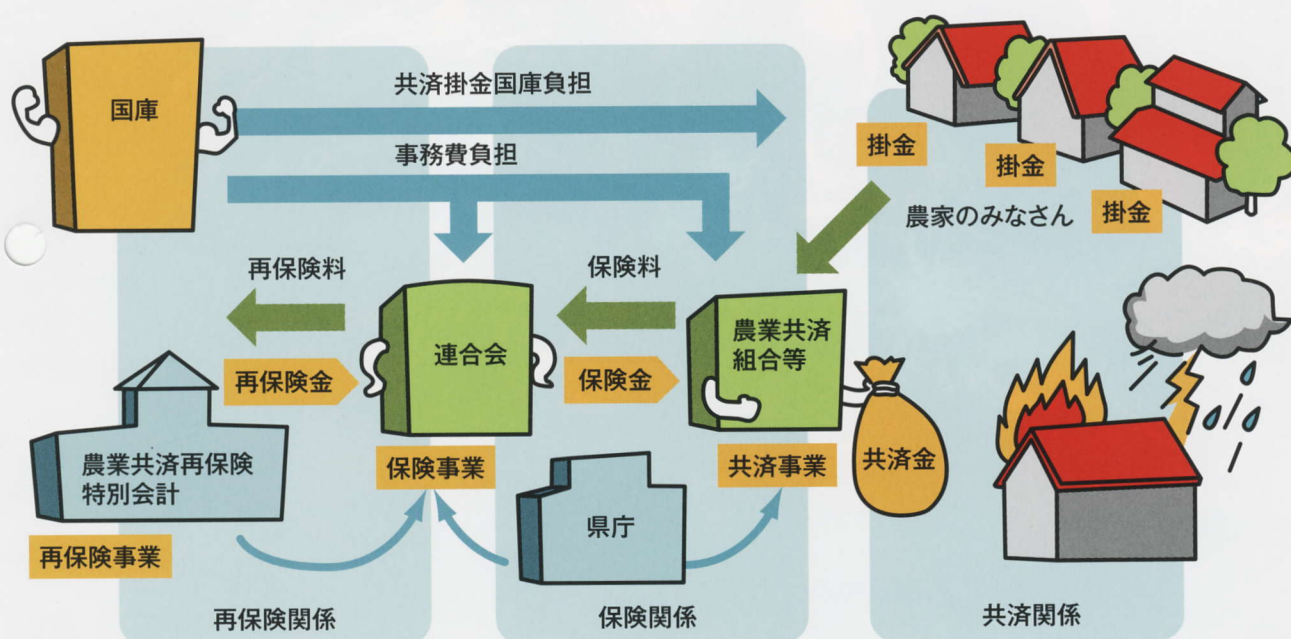 国庫
共済掛金国庫負担
事務費負担
掛金
掛金
掛金
農家のみなさん
再保険料
保険料
連合会
農業共済
組合等
再保険金
保険金
農業共済再保険
特別会計
保険事業
共済事業
共済金
県庁
再保険事業
再保険関係
保険関係
共済関係